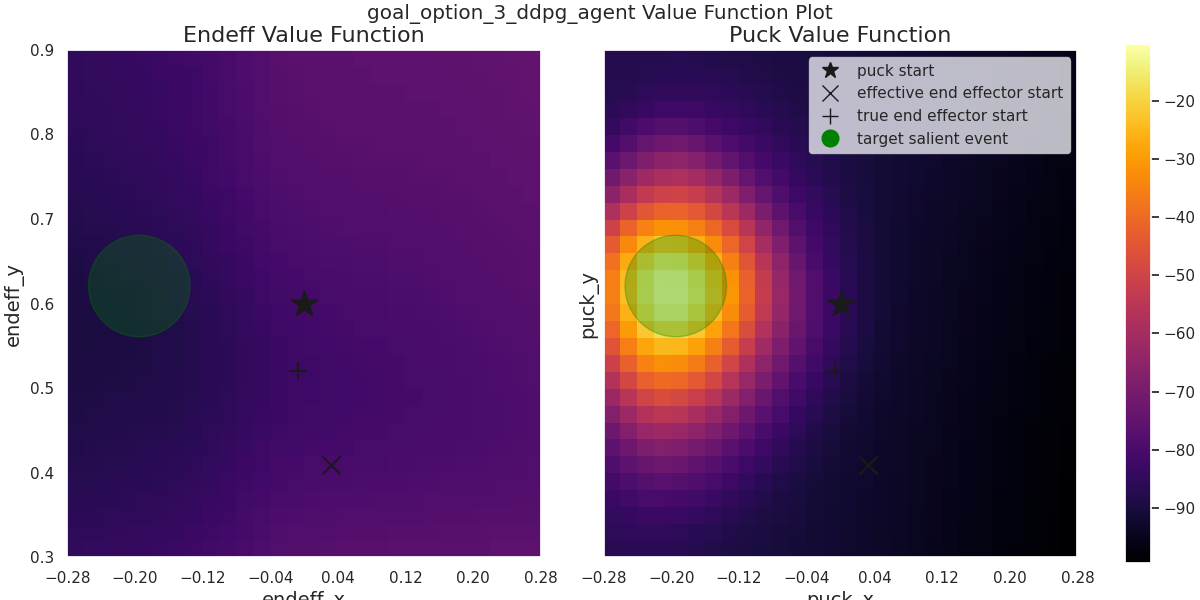 goal_option_3_ddpg_agent Value Function Plot
Endeff Value Function
Puck Value Function
puck start
effective end effector start
true end effector start
target salient event
endeff_y
0.9
0.8
0.7
0.6
0.5
0.4
0.3
−0.28 −0.20 −0.12 −0.04 0.04 0.12 0.20 0.28
endeff_x
puck_y
−0.28 −0.20 −0.12 −0.04 0.04 0.12 0.20 0.28
puck_x
−20
−30
−40
−50
−60
−70
−80
−90